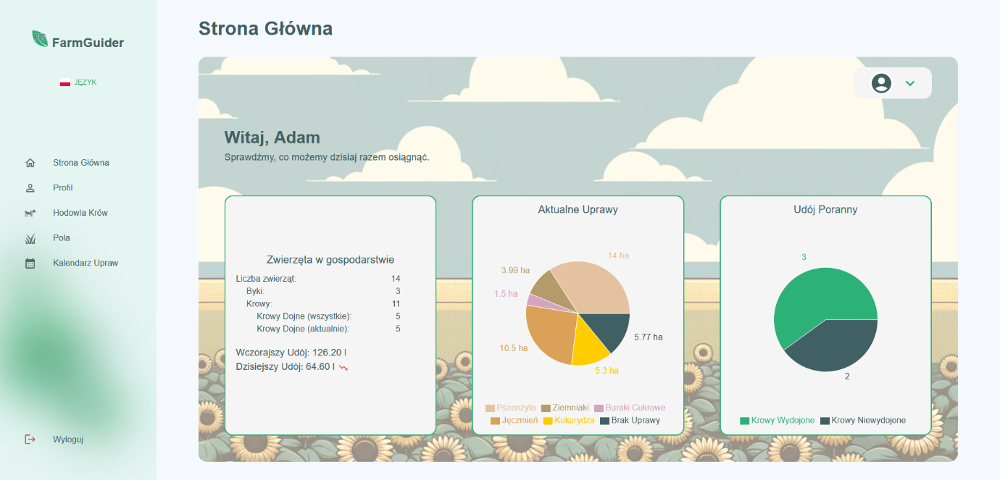 FarmGuider
JĘZYK
Strona Główna
Profil
Hodowla Krów
Pola
Kalendarz Upraw
Wyloguj
Strona Główna
Witaj, Adam
Sprawdźmy, co możemy dzisiaj razem osiągnąć.
Zwierzęta w gospodarstwie
Liczba zwierząt: 14
Byki: 3
Krowy: 11
Krowy Dojne (wszystkie): 5
Krowy Dojne (aktualnie): 5
Wczorajszy Udój: 126.20 l
Dzisiejszy Udój: 64.60 l
Aktualne Uprawy
14 ha
3.99 ha
1.5 ha
5.77 ha
10.5 ha
5.3 ha
Pszenżyto Ziemniaki Buraki Cukrowe
Jęczmień Kukurydza Brak Uprawy
Udój Poranny
3
2
Krowy Wydojone Krowy Niewydojone